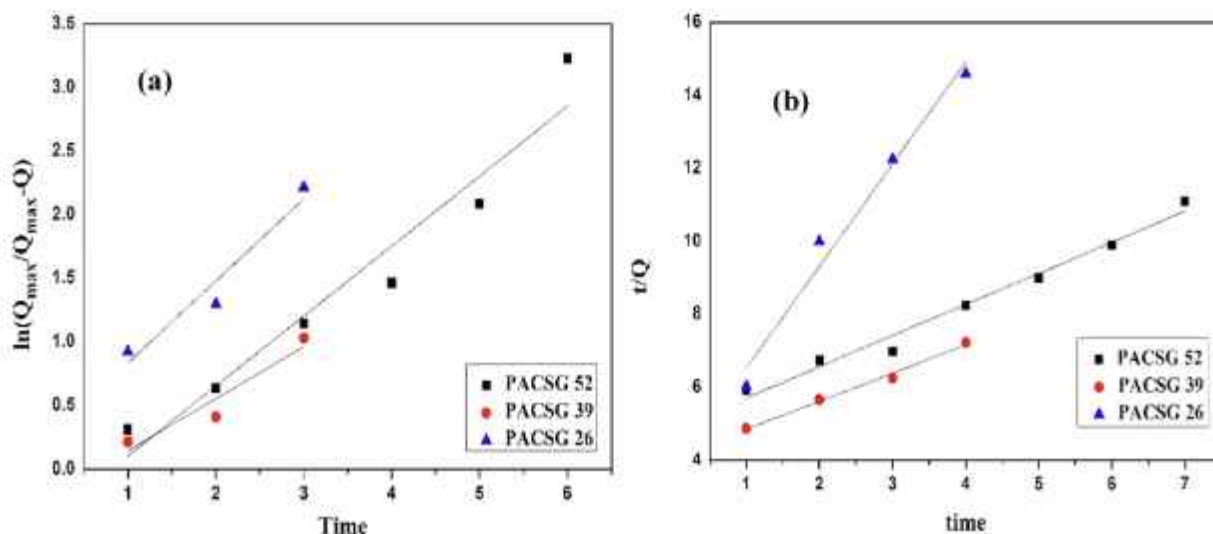 (a)
ln(Qmax/Qmax-Q)
3.5
3.0
2.5
2.0
1.5
1.0
0.5
0.0
1 2 3 4 5 6
Time
PACSG 52
PACSG 39
PACSG 26
(b)
t/Q
16
14
12
10
8
6
4
1 2 3 4 5 6 7
time
PACSG 52
PACSG 39
PACSG 26